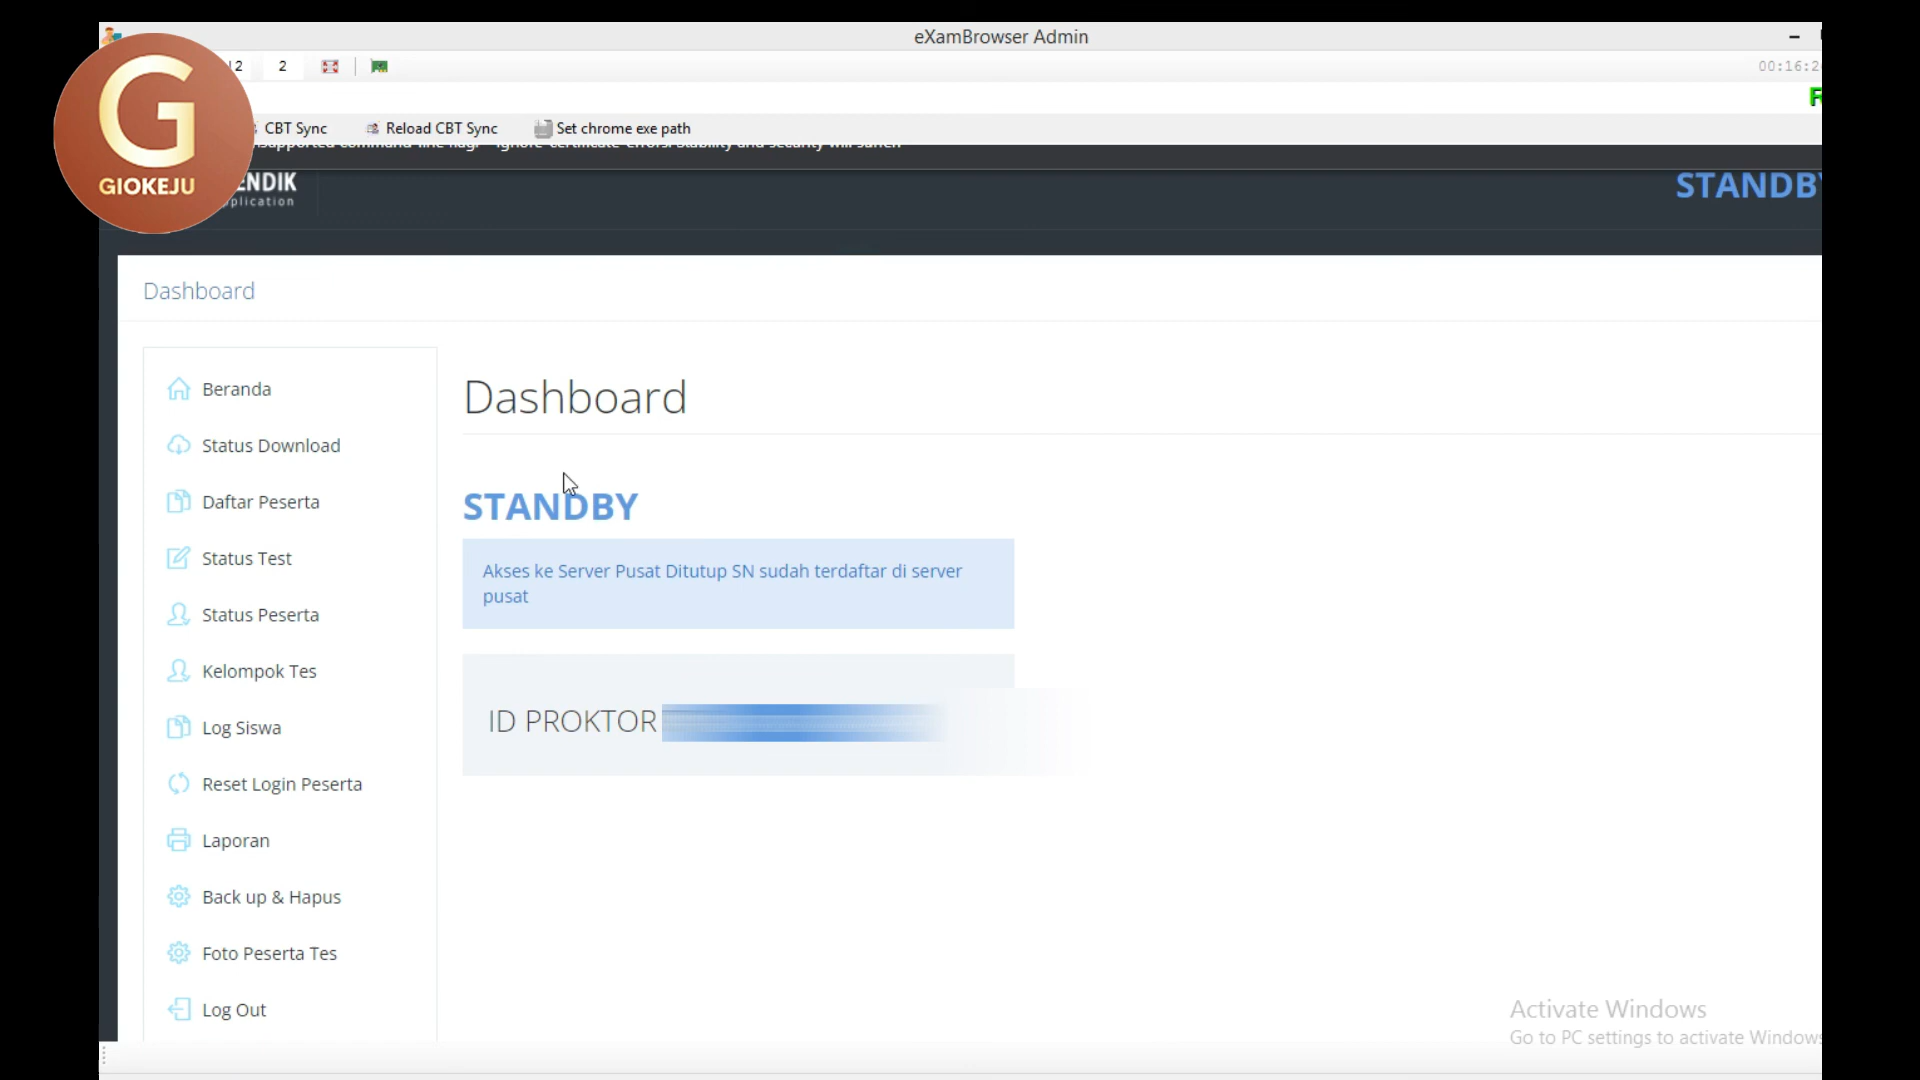 eXamBrowser Admin
2
2
00:16:2
G
GIOKEJU
CBT Sync
Reload CBT Sync
Set chrome exe path
ENDIK
plication
STANDBY
Dashboard
Beranda
Status Download
Daftar Peserta
Status Test
Status Peserta
Kelompok Tes
Log Siswa
Reset Login Peserta
Laporan
Back up & Hapus
Foto Peserta Tes
Log Out
Dashboard
STANDBY
Akses ke Server Pusat Ditutup SN sudah terdaftar di server
pusat
ID PROKTOR
Activate Windows
Go to PC settings to activate Windows